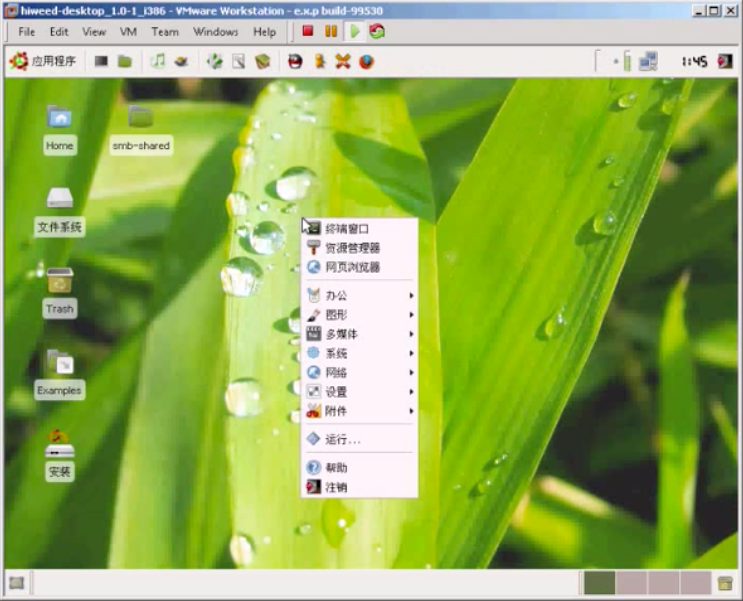 hiweed-desktop_1.0-1_i386 - VMware Workstation - e.x.p build-99530
File Edit View VM Team Windows Help
应用程序
1:45
Home
smb-shared
文件系统
Trash
Examples
安装
终端窗口
资源管理器
网页浏览器
办公
图形
多媒体
系统
网络
设置
附件
运行...
帮助
注销